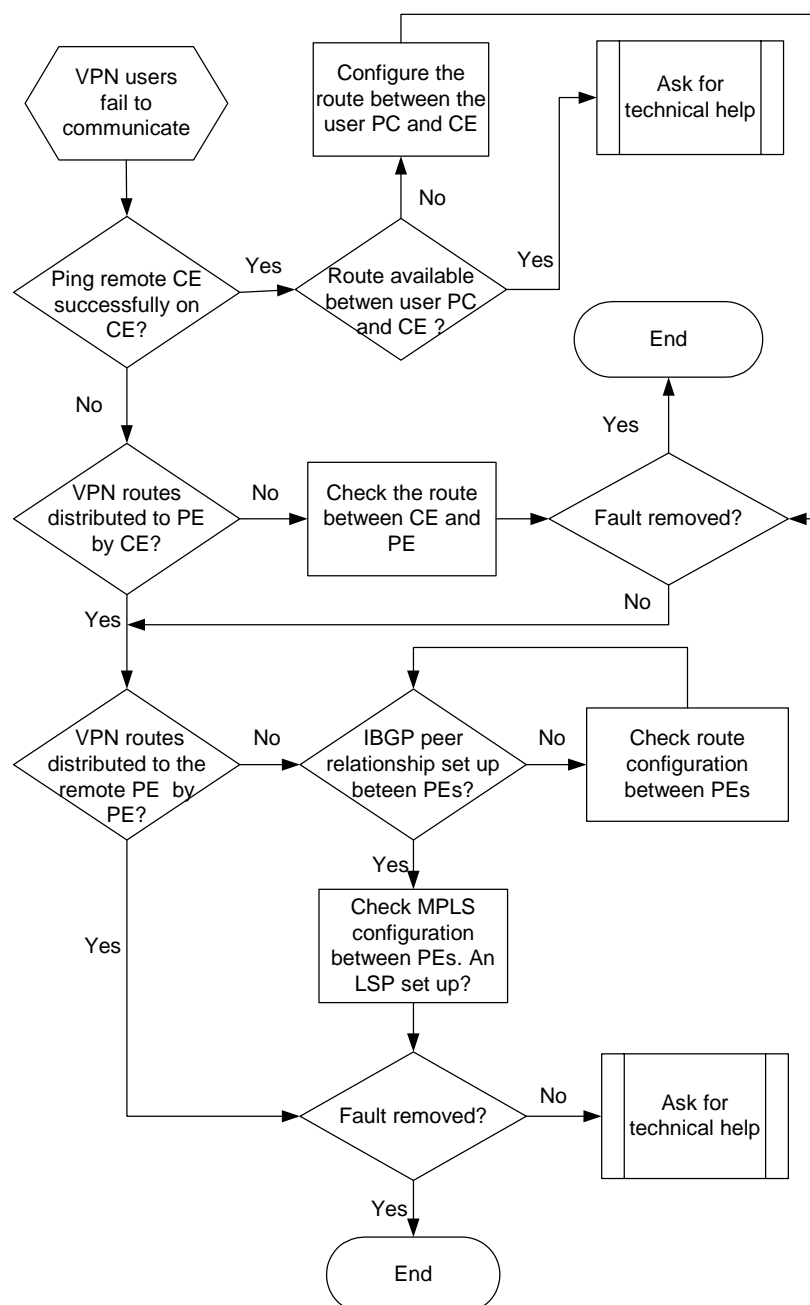 VPN users
fail to
communicate
Configure the
route between the
user PC and CE
Ask for
technical help
No
Ping remote CE
successfully on
CE?
Yes
Route available
betwen user PC
and CE ?
Yes
End
No
Yes
VPN routes
distributed to PE
by CE?
No
Check the route
between CE and
PE
Fault removed?
Yes
No
VPN routes
distributed to the
remote PE  by
PE?
No
IBGP peer
relationship set up
beteen PEs?
No
Check route
configuration
between PEs
Yes
Yes
Check MPLS
configuration
between PEs. An
LSP set up?
Fault removed?
No
Ask for
technical help
Yes
End